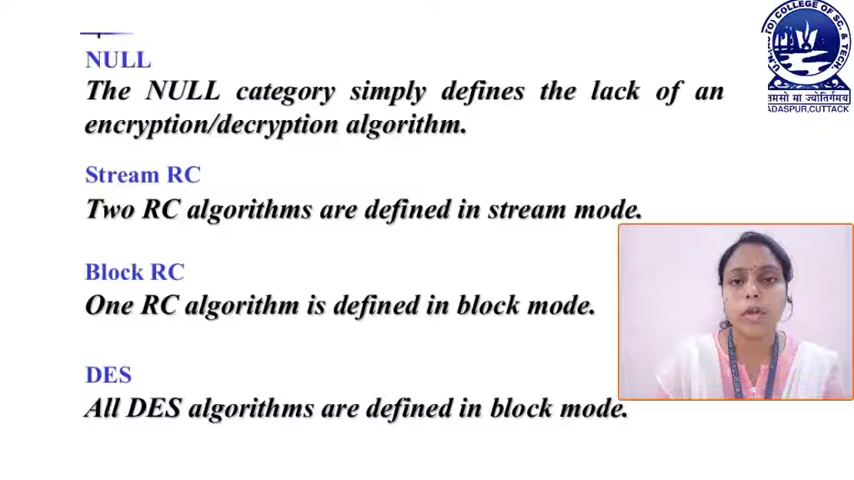 U.N.(AUTO) COLLEGE OF SC. & TECH.
तमसो मा ज्योतिर्गमय
ADASPUR,CUTTACK
NULL
The NULL category simply defines the lack of an
encryption/decryption algorithm.
Stream RC
Two RC algorithms are defined in stream mode.
Block RC
One RC algorithm is defined in block mode.
DES
All DES algorithms are defined in block mode.